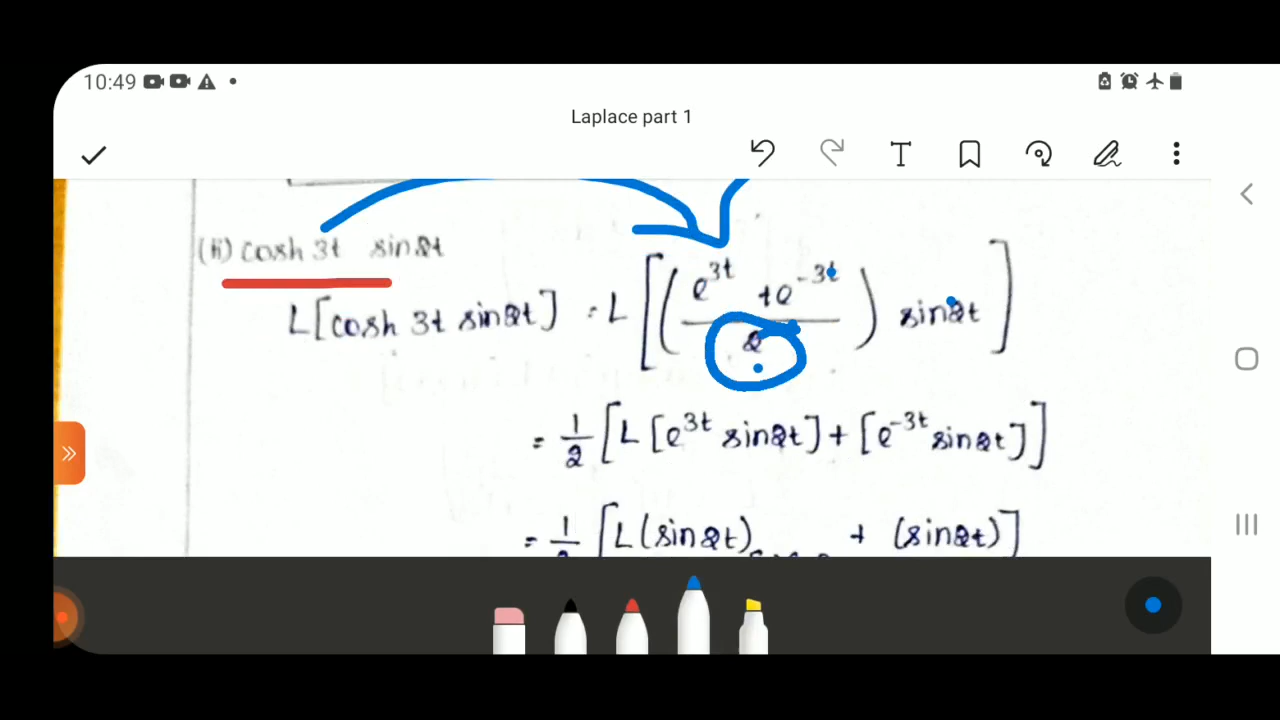 10:49
Laplace part 1
(ii) cosh 3t sin2t
L[cosh 3t sin2t] = L[(e^3t + e^-3t / 2) sin2t]
= 1/2 [L[e^3t sin2t] + [e^-3t sin2t]]
= 1/2 [L(sin2t) + (sin2t)]